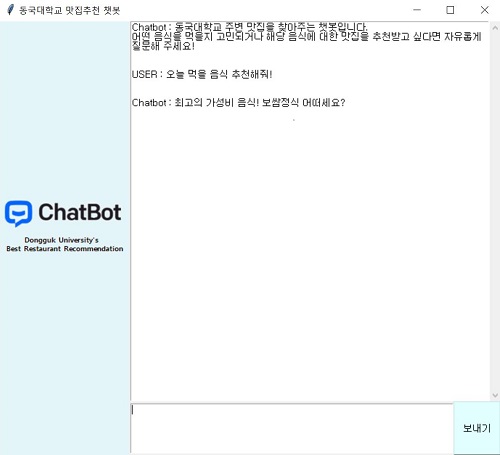 동국대학교 맛집추천 챗봇
Chatbot : 동국대학교 주변 맛집을 찾아주는 챗봇입니다.
어떤 음식을 먹을지 고민되거나 해당 음식에 대한 맛집을 추천받고 싶다면 자유롭게
질문해 주세요!
USER : 오늘 먹을 음식 추천해줘!
Chatbot : 최고의 가성비 음식! 보쌈정식 어떠세요?
ChatBot
Dongguk University's
Best Restaurant Recommendation
보내기